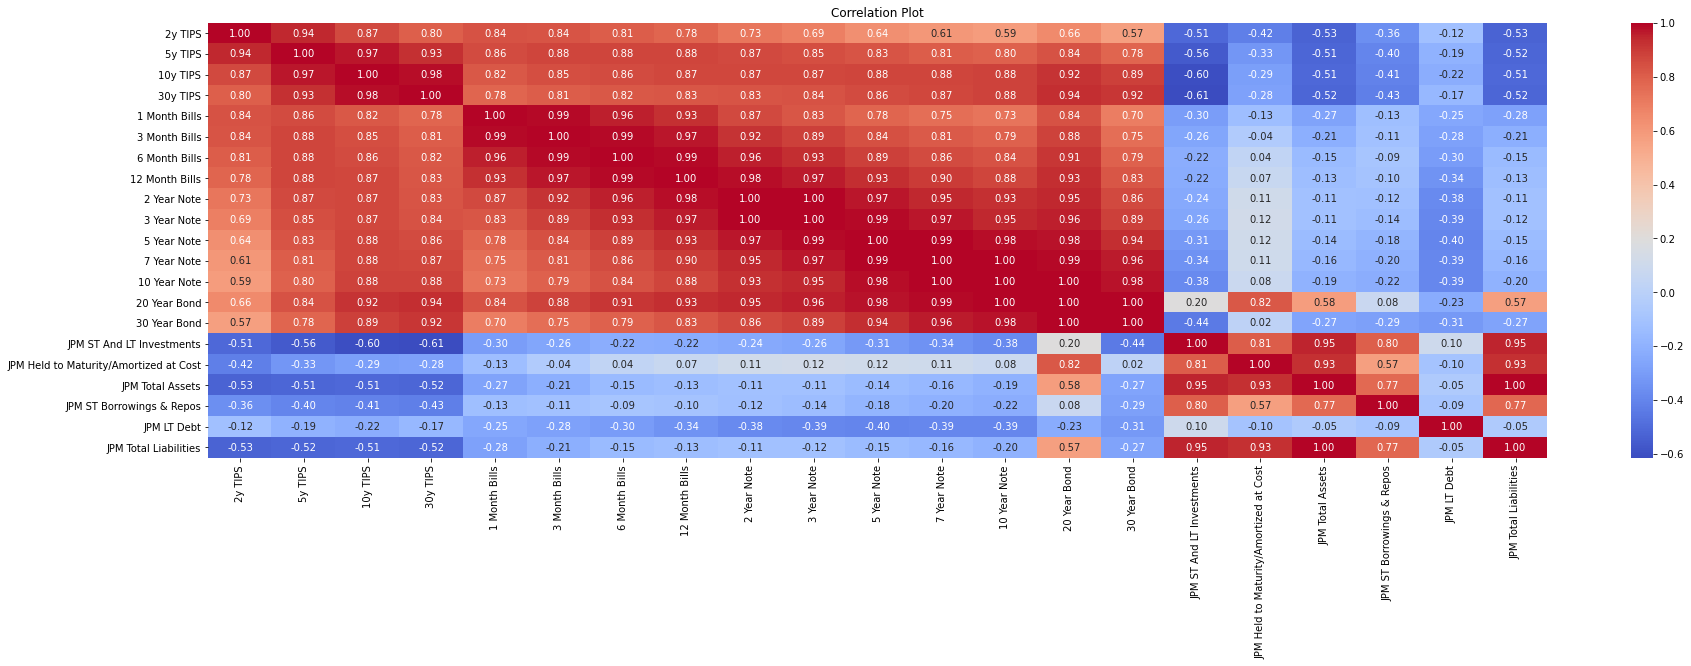 Correlation Plot
2y TIPS 1.00 0.94 0.87 0.80 0.84 0.84 0.81 0.78 0.73 0.69 0.64 0.61 0.59 0.66 0.57 -0.51 -0.42 -0.53 -0.36 -0.12 -0.53
5y TIPS 0.94 1.00 0.97 0.93 0.86 0.88 0.88 0.88 0.87 0.85 0.83 0.81 0.80 0.84 0.78 -0.56 -0.33 -0.51 -0.40 -0.19 -0.52
10y TIPS 0.87 0.97 1.00 0.98 0.82 0.85 0.86 0.87 0.87 0.87 0.88 0.88 0.88 0.92 0.89 -0.60 -0.29 -0.51 -0.41 -0.22 -0.51
30y TIPS 0.80 0.93 0.98 1.00 0.78 0.81 0.82 0.83 0.83 0.84 0.86 0.87 0.88 0.94 0.92 -0.61 -0.28 -0.52 -0.43 -0.17 -0.52
1 Month Bills 0.84 0.86 0.82 0.78 1.00 0.99 0.96 0.93 0.87 0.83 0.78 0.75 0.73 0.84 0.70 -0.30 -0.13 -0.27 -0.13 -0.25 -0.28
3 Month Bills 0.84 0.88 0.85 0.81 0.99 1.00 0.99 0.97 0.92 0.89 0.84 0.81 0.79 0.88 0.75 -0.26 -0.04 -0.21 -0.11 -0.28 -0.21
6 Month Bills 0.81 0.88 0.86 0.82 0.96 0.99 1.00 0.99 0.96 0.93 0.89 0.86 0.84 0.91 0.79 -0.22 0.04 -0.15 -0.09 -0.30 -0.15
12 Month Bills 0.78 0.88 0.87 0.83 0.93 0.97 0.99 1.00 0.98 0.97 0.93 0.90 0.88 0.93 0.83 -0.22 0.07 -0.13 -0.10 -0.34 -0.13
2 Year Note 0.73 0.87 0.87 0.83 0.87 0.92 0.96 0.98 1.00 1.00 0.97 0.95 0.93 0.95 0.86 -0.24 0.11 -0.11 -0.12 -0.38 -0.11
3 Year Note 0.69 0.85 0.87 0.84 0.83 0.89 0.93 0.97 1.00 1.00 0.99 0.97 0.95 0.96 0.89 -0.26 0.12 -0.11 -0.14 -0.39 -0.12
5 Year Note 0.64 0.83 0.88 0.86 0.78 0.84 0.89 0.93 0.97 0.99 1.00 0.99 0.98 0.98 0.94 -0.31 0.12 -0.14 -0.18 -0.40 -0.15
7 Year Note 0.61 0.81 0.88 0.87 0.75 0.81 0.86 0.90 0.95 0.97 0.99 1.00 1.00 0.99 0.96 -0.34 0.11 -0.16 -0.20 -0.39 -0.16
10 Year Note 0.59 0.80 0.88 0.88 0.73 0.79 0.84 0.88 0.93 0.95 0.98 1.00 1.00 1.00 0.98 -0.38 0.08 -0.19 -0.22 -0.39 -0.20
20 Year Bond 0.66 0.84 0.92 0.94 0.84 0.88 0.91 0.93 0.95 0.96 0.98 0.99 1.00 1.00 1.00 0.20 0.82 0.58 0.08 -0.23 0.57
30 Year Bond 0.57 0.78 0.89 0.92 0.70 0.75 0.79 0.83 0.86 0.89 0.94 0.96 0.98 1.00 1.00 -0.44 0.02 -0.27 -0.29 -0.31 -0.27
JPM ST And LT Investments -0.51 -0.56 -0.60 -0.61 -0.30 -0.26 -0.22 -0.22 -0.24 -0.26 -0.31 -0.34 -0.38 0.20 -0.44 1.00 0.81 0.95 0.80 0.10 0.95
JPM Held to Maturity/Amortized at Cost -0.42 -0.33 -0.29 -0.28 -0.13 -0.04 0.04 0.07 0.11 0.12 0.12 0.11 0.08 0.82 0.02 0.81 1.00 0.93 0.57 -0.10 0.93
JPM Total Assets -0.53 -0.51 -0.51 -0.52 -0.27 -0.21 -0.15 -0.13 -0.11 -0.11 -0.14 -0.16 -0.19 0.58 -0.27 0.95 0.93 1.00 0.77 -0.05 1.00
JPM ST Borrowings & Repos -0.36 -0.40 -0.41 -0.43 -0.13 -0.11 -0.09 -0.10 -0.12 -0.14 -0.18 -0.20 -0.22 0.08 -0.29 0.80 0.57 0.77 1.00 -0.09 0.77
JPM LT Debt -0.12 -0.19 -0.22 -0.17 -0.25 -0.28 -0.30 -0.34 -0.38 -0.39 -0.40 -0.39 -0.39 -0.23 -0.31 0.10 -0.10 -0.05 -0.09 1.00 -0.05
JPM Total Liabilities -0.53 -0.52 -0.51 -0.52 -0.28 -0.21 -0.15 -0.13 -0.11 -0.12 -0.15 -0.16 -0.20 0.57 -0.27 0.95 0.93 1.00 0.77 -0.05 1.00
2y TIPS
5y TIPS
10y TIPS
30y TIPS
1 Month Bills
3 Month Bills
6 Month Bills
12 Month Bills
2 Year Note
3 Year Note
5 Year Note
7 Year Note
10 Year Note
20 Year Bond
30 Year Bond
JPM ST And LT Investments
JPM Held to Maturity/Amortized at Cost
JPM Total Assets
JPM ST Borrowings & Repos
JPM LT Debt
JPM Total Liabilities
1.0
0.8
0.6
0.4
0.2
0.0
−0.2
−0.4
−0.6